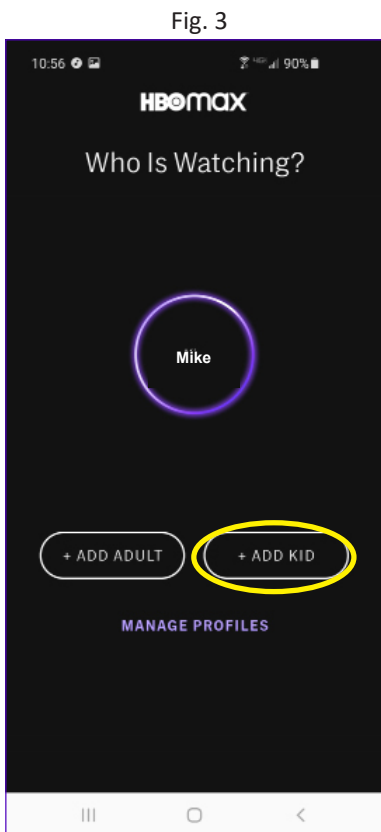 Fig. 3
10:56 90%
HBOMAX
Who Is Watching?
Mike
+ ADD ADULT + ADD KID
MANAGE PROFILES